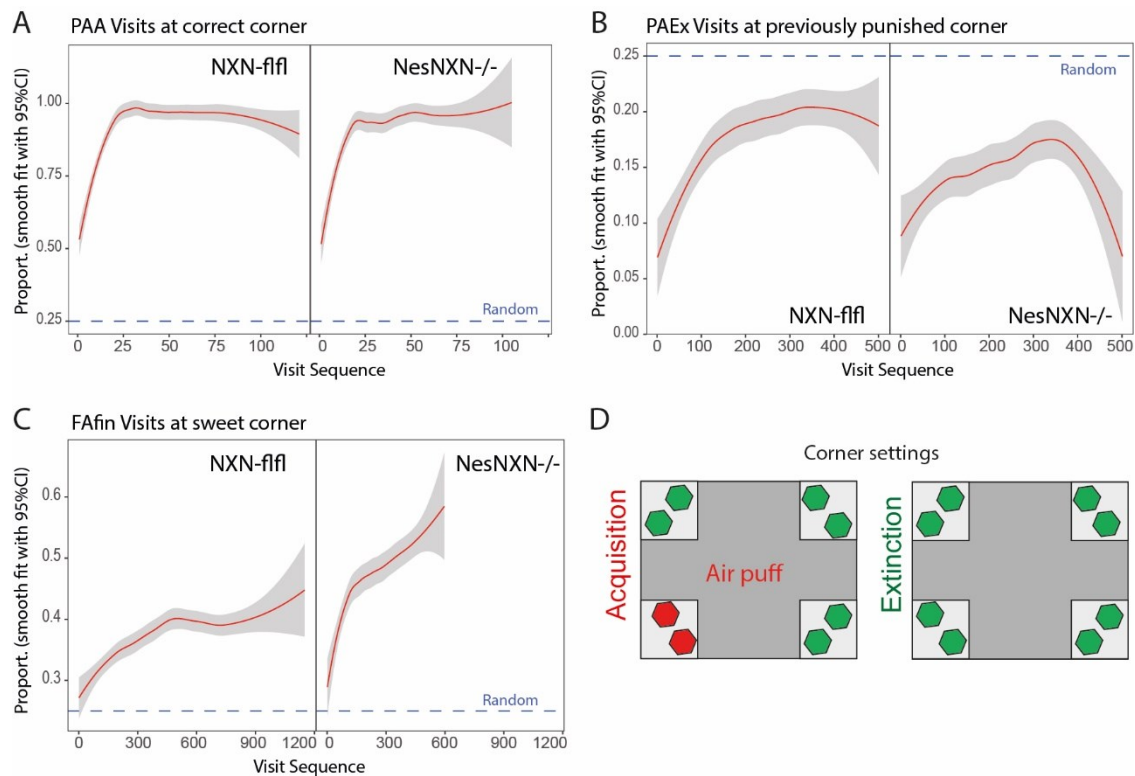 A
PAA Visits at correct corner
Proport. (smooth fit with 95%CI)
NXN-flfl
NesNXN-/-
1.00
0.75
0.50
0.25
Random
0 25 50 75 100 0 25 50 75 100 125
Visit Sequence
B
PAEx Visits at previously punished corner
Proport. (smooth fit with 95%CI)
0.25
0.20
0.15
0.10
0.05
0.00
Random
NXN-flfl
NesNXN-/-
0 100 200 300 400 500 0 100 200 300 400 500
Visit Sequence
C
FAfin Visits at sweet corner
Proport. (smooth fit with 95%CI)
NXN-flfl
NesNXN-/-
0.6
0.5
0.4
0.3
Random
0 300 600 900 1200 0 300 600 900 1200
Visit Sequence
D
Corner settings
Acquisition
Air puff
Extinction